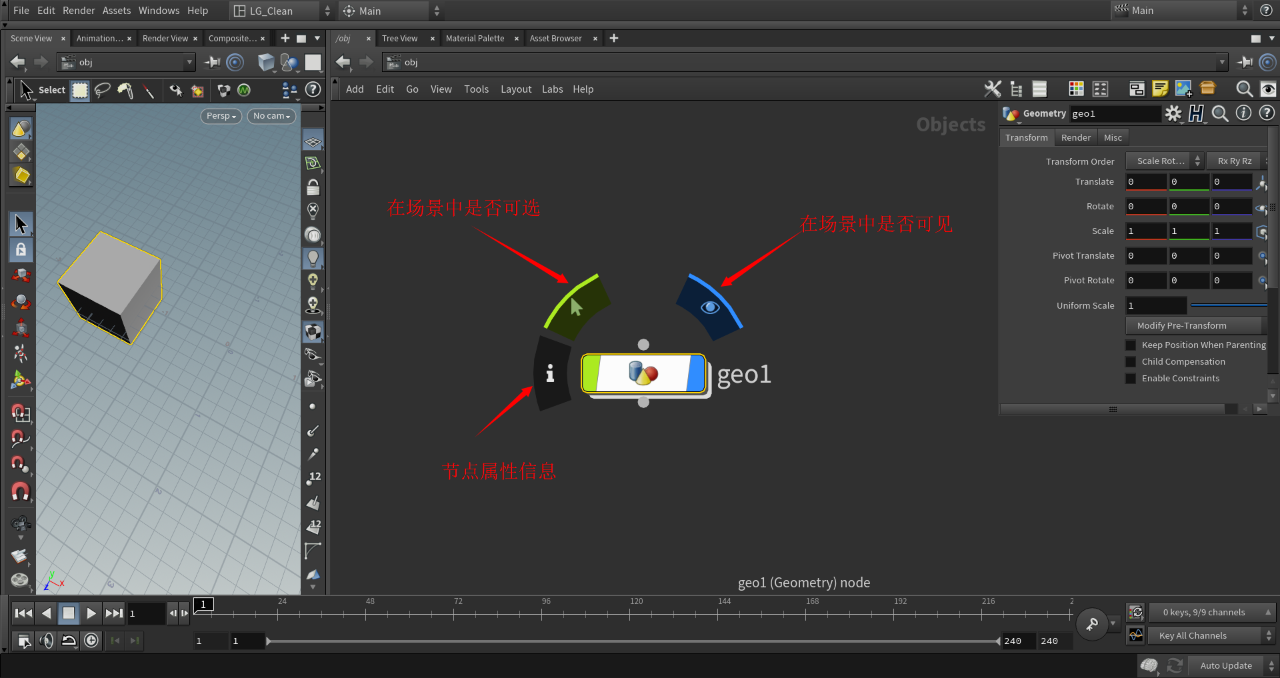 File Edit Render Assets Windows Help LG_Clean Main Main
Scene View Animation... Render View Composite... /obj Tree View Material Palette Asset Browser
obj obj
Select Add Edit Go View Tools Layout Labs Help
Persp No cam Objects Geometry geo1
Transform Render Misc
Transform Order Scale Rot... Rx Ry Rz
Translate 0 0 0
Rotate 0 0 0
Scale 1 1 1
Pivot Translate 0 0 0
Pivot Rotate 0 0 0
Uniform Scale 1
Modify Pre-Transform
Keep Position When Parenting
Child Compensation
Enable Constraints
在场景中是否可选
在场景中是否可见
geo1
节点属性信息
12
12
geo1 (Geometry) node
1 1 24 48 72 96 120 144 168 192 216 2
0 keys, 9/9 channels
1 1 240 240 Key All Channels
Auto Update